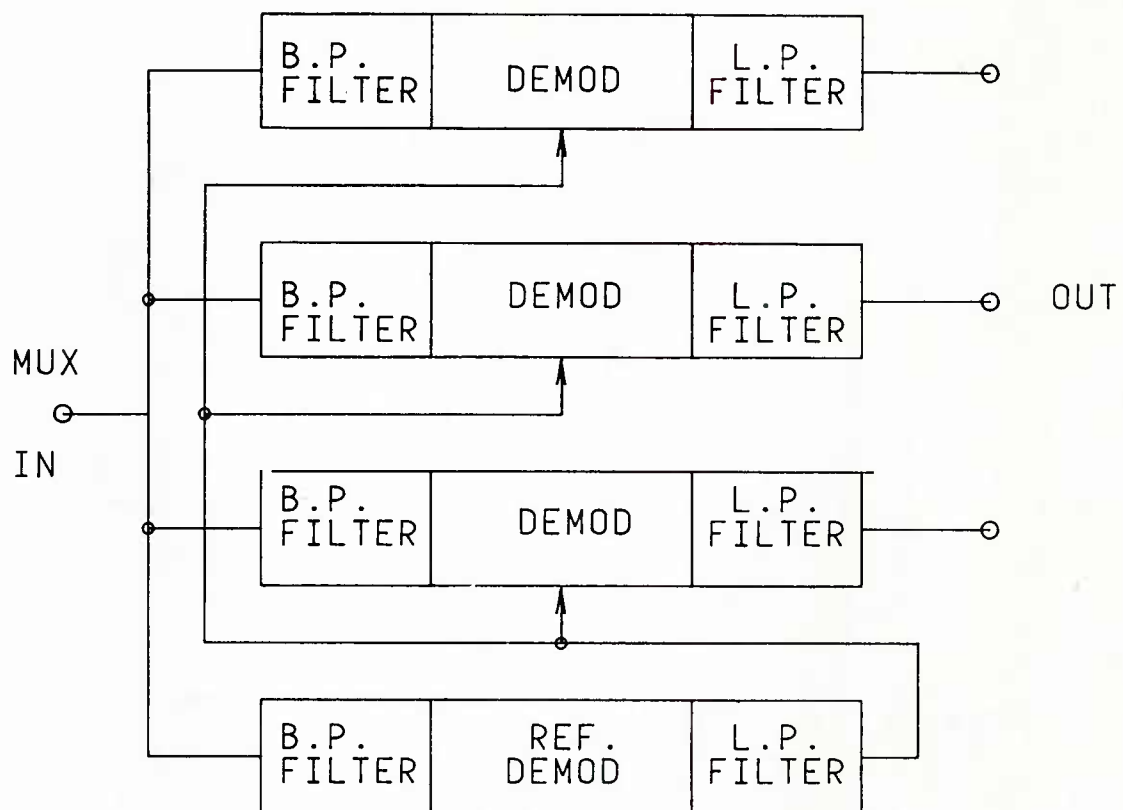 B.P.
FILTER
DEMOD
L.P.
FILTER
B.P.
FILTER
DEMOD
L.P.
FILTER
OUT
MUX
IN
B.P.
FILTER
DEMOD
L.P.
FILTER
B.P.
FILTER
REF.
DEMOD
L.P.
FILTER